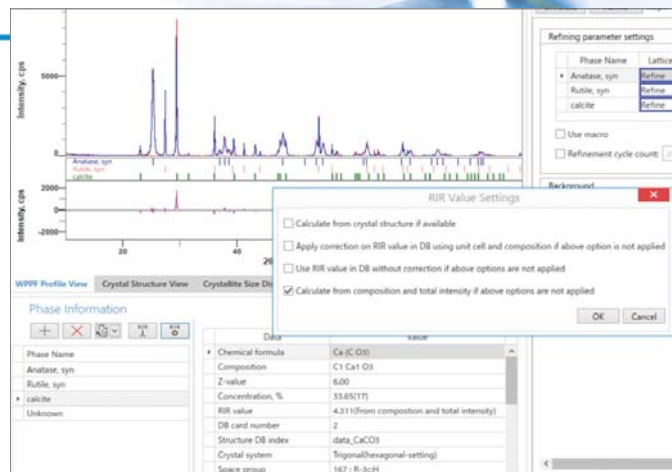 Refining parameter settings
Phase Name Lattice
Anatase, syn Refine
Rutile, syn Refine
calcite Refine
Use macro
Refinement cycle count:
Background
Intensity, cps
5000
0
Anatase, syn
Rutile, syn
calcite
Intensity, cps
2000
0
-2000
20 40
RIR Value Settings
Calculate from crystal structure if available
Apply correction on RIR value in DB using unit cell and composition if above option is not applied
Use RIR value in DB without correction if above options are not applied
Calculate from composition and total intensity if above options are not applied
OK Cancel
WPPF Profile View Crystal Structure View Crystallite Size Dis
Phase Information
Phase Name
Anatase, syn
Rutile, syn
calcite
Unknown
Data Value
Chemical formula Ca (C O3)
Composition C1 Ca1 O3
Z-value 6.00
Concentration, % 33.65(17)
RIR value 4.311(From compostion and total intensity)
DB card number 2
Structure DB index data_CaCO3
Crystal system Trigonal(hexagonal-setting)
Space group 167 : R-3c:H